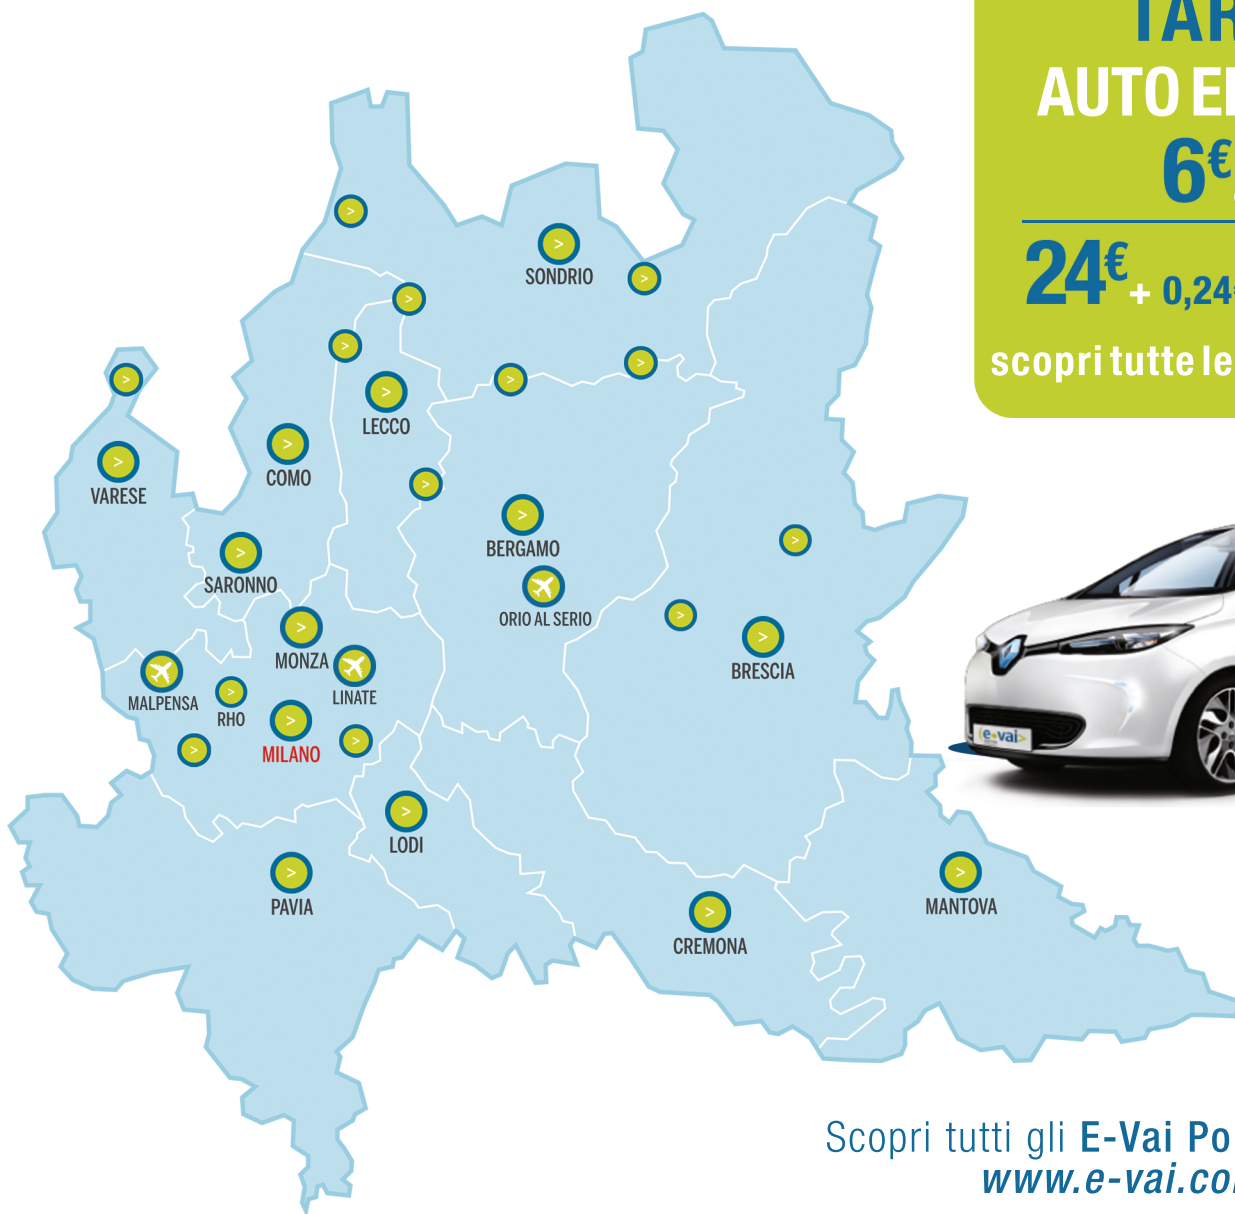 TAR
AUTO EL
6€
24€ + 0,24€
scopri tutte le
SONDRIO
LECCO
COMO
VARESE
BERGAMO
SARONNO
ORIO AL SERIO
MONZA
BRESCIA
LINATE
MALPENSA
RHO
MILANO
LODI
PAVIA
MANTOVA
CREMONA
e-vai>
Scopri tutti gli E-Vai Po
www.e-vai.co